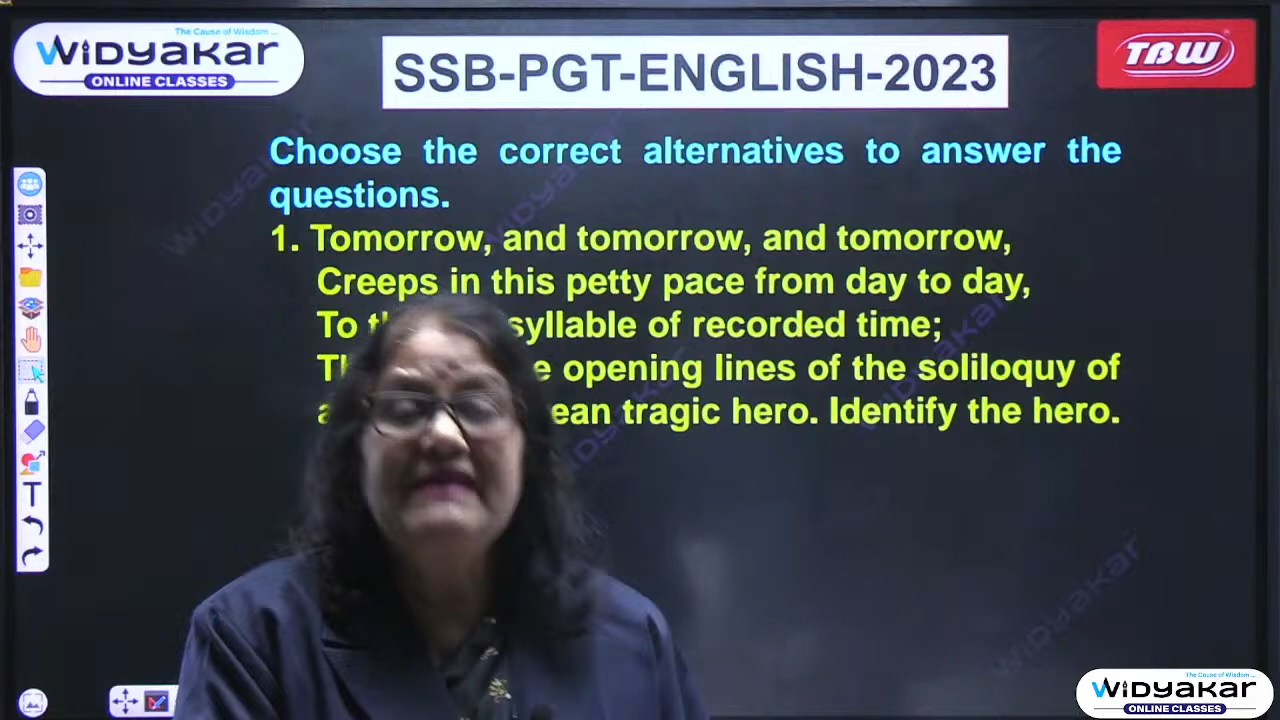 The Cause of Wisdom ...
WiDYAKAR
ONLINE CLASSES
SSB-PGT-ENGLISH-2023
TBW
Choose the correct alternatives to answer the
questions.
1. Tomorrow, and tomorrow, and tomorrow,
Creeps in this petty pace from day to day,
To syllable of recorded time;
opening lines of the soliloquy of
tragic hero. Identify the hero.
T
The Cause of Wisdom ...
WiDYAKAR
ONLINE CLASSES